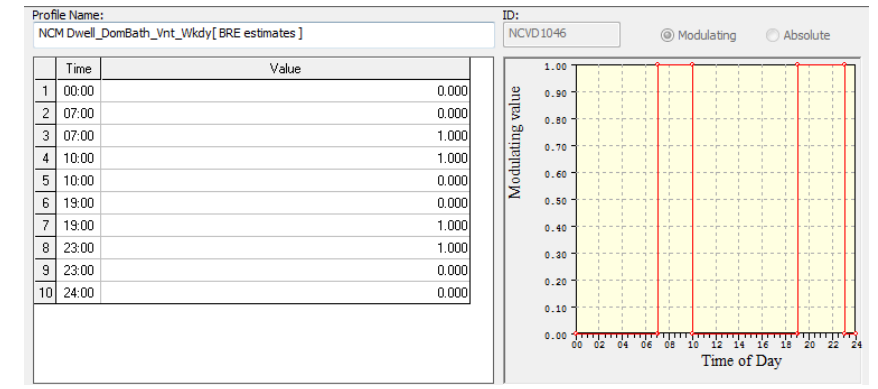 Profile Name: ID:
NCM Dwell_DomBath_Vnt_Wkdy[ BRE estimates ] NCVD1046 Modulating Absolute
Time Value
1 00:00 0.000
2 07:00 0.000
3 07:00 1.000
4 10:00 1.000
5 10:00 0.000
6 19:00 0.000
7 19:00 1.000
8 23:00 1.000
9 23:00 0.000
10 24:00 0.000
Modulating value
1.00
0.90
0.80
0.70
0.60
0.50
0.40
0.30
0.20
0.10
0.00
00 02 04 06 08 10 12 14 16 18 20 22 24
Time of Day